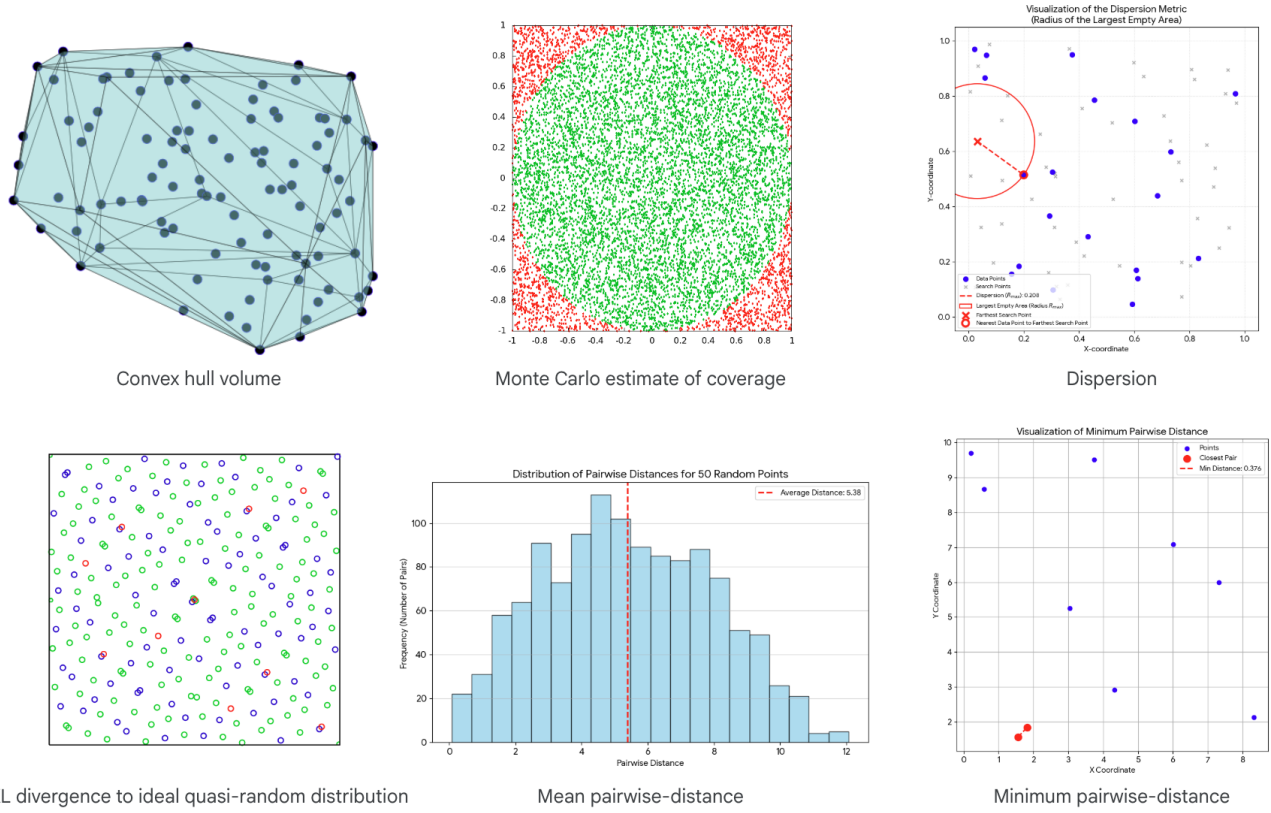 Convex hull volume
1
0.8
0.6
0.4
0.2
0
-0.2
-0.4
-0.6
-0.8
-1
-1 -0.8 -0.6 -0.4 -0.2 0 0.2 0.4 0.6 0.8 1
Monte Carlo estimate of coverage
Visualization of the Dispersion Metric
(Radius of the Largest Empty Area)
Y-coordinate
1.0
0.8
0.6
0.4
0.2
0.0
Data Points
Search Points
Dispersion (Rmax): 0.208
Largest Empty Area (Radius Rmax)
Farthest Search Point
Nearest Data Point to Farthest Search Point
0.0 0.2 0.4 0.6 0.8 1.0
X-coordinate
Dispersion
L divergence to ideal quasi-random distribution
Distribution of Pairwise Distances for 50 Random Points
Average Distance: 5.38
Frequency (Number of Pairs)
100
80
60
40
20
0
0 2 4 6 8 10 12
Pairwise Distance
Mean pairwise-distance
Visualization of Minimum Pairwise Distance
Points
Closest Pair
Min Distance: 0.376
Y Coordinate
10
9
8
7
6
5
4
3
2
0 1 2 3 4 5 6 7 8
X Coordinate
Minimum pairwise-distance